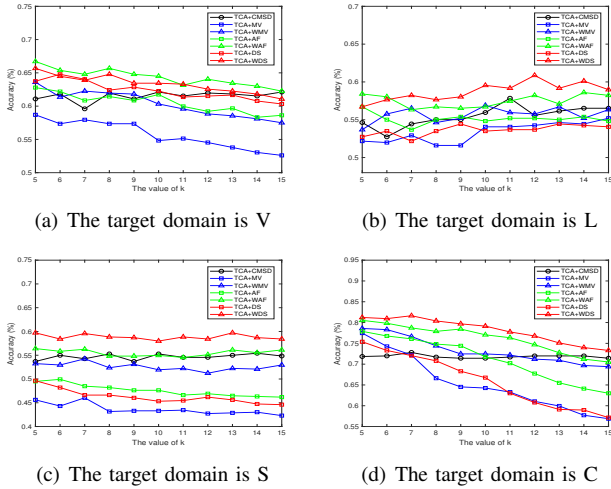 TCA+CMSD
TCA+MV
TCA+WMV
TCA+AF
TCA+WAF
TCA+DS
TCA+WDS
Accuracy (%)
0.75
0.7
0.65
0.6
0.55
0.5
5 6 7 8 9 10 11 12 13 14 15
The value of k
(a) The target domain is V
TCA+CMSD
TCA+MV
TCA+WMV
TCA+AF
TCA+WAF
TCA+DS
TCA+WDS
Accuracy (%)
0.7
0.65
0.6
0.55
0.5
5 6 7 8 9 10 11 12 13 14 15
The value of k
(b) The target domain is L
TCA+CMSD
TCA+MV
TCA+WMV
TCA+AF
TCA+WAF
TCA+DS
TCA+WDS
Accuracy (%)
0.75
0.7
0.65
0.6
0.55
0.5
0.45
0.4
5 6 7 8 9 10 11 12 13 14 15
The value of k
(c) The target domain is S
TCA+CMSD
TCA+MV
TCA+WMV
TCA+AF
TCA+WAF
TCA+DS
TCA+WDS
Accuracy (%)
0.95
0.9
0.85
0.8
0.75
0.7
0.65
0.6
0.55
5 6 7 8 9 10 11 12 13 14 15
The value of k
(d) The target domain is C